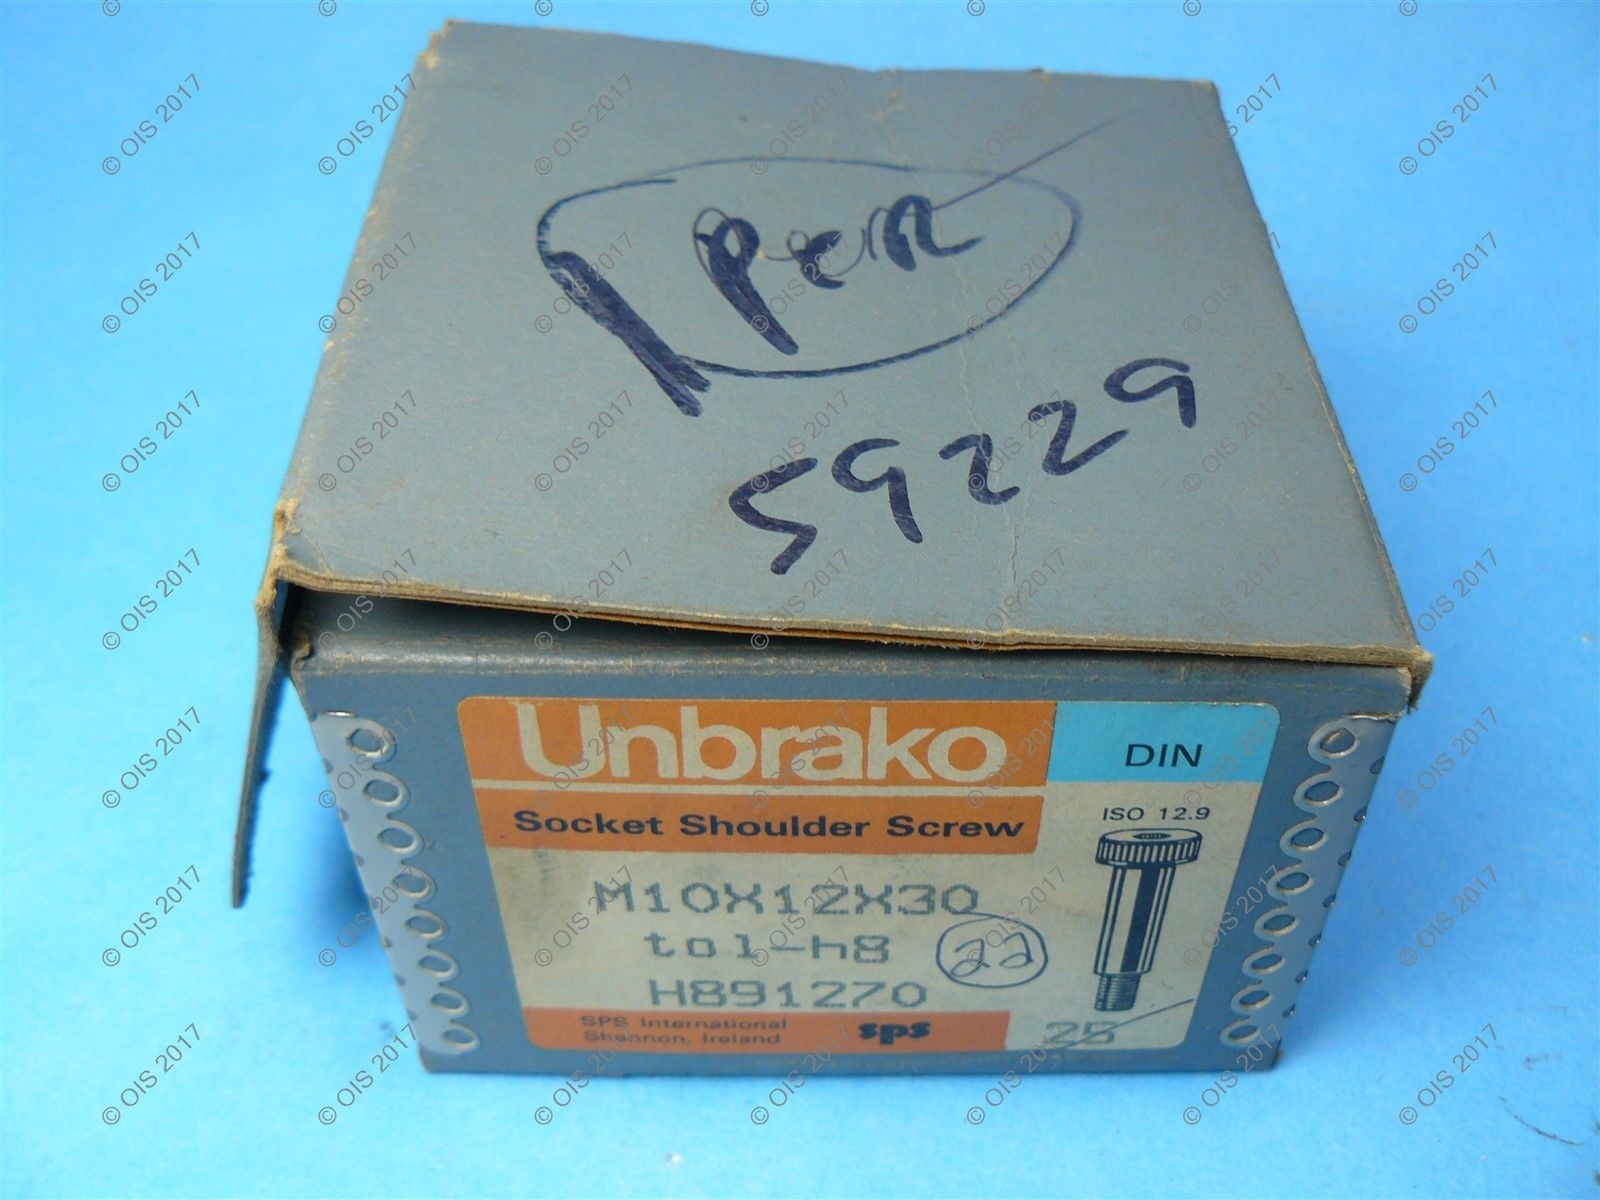 1 PER
59229
Unbrako
DIN
Socket Shoulder Screw
ISO 12.9
M10X12X30
tol-h8
22
H891270
SPS International
Shannon, Ireland
sps
25
© OIS 2017